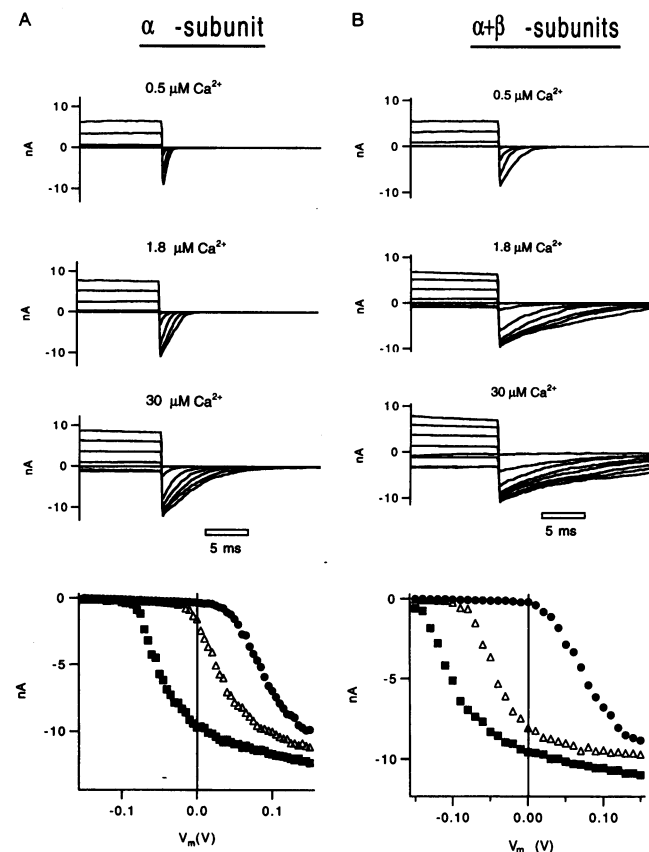 A
α -subunit
0.5 μM Ca²⁺
10
0
-10
nA
1.8 μM Ca²⁺
10
0
-10
nA
30 μM Ca²⁺
10
0
-10
nA
5 ms
0
-5
-10
nA
-0.1
0.0
0.1
Vm(V)
B
α+β -subunits
0.5 μM Ca²⁺
10
0
-10
nA
1.8 μM Ca²⁺
10
0
-10
nA
30 μM Ca²⁺
10
0
-10
nA
5 ms
0
-5
-10
nA
-0.10
0.00
0.10
Vm (V)